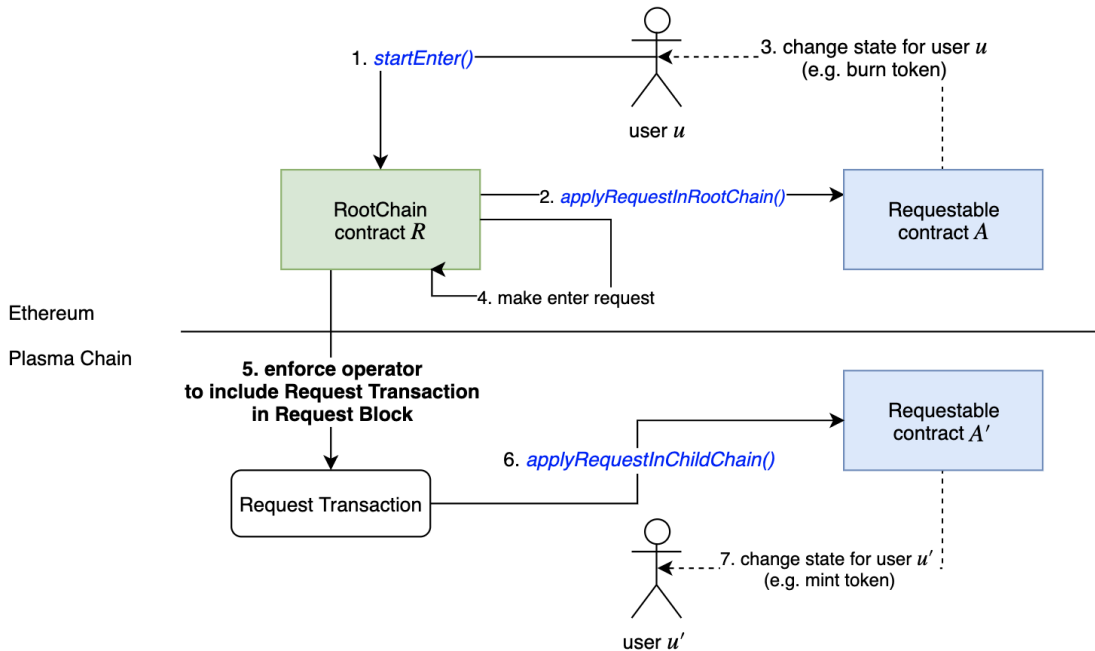 1. startEnter()
3. change state for user u
(e.g. burn token)
user u
RootChain
contract R
2. applyRequestInRootChain()
Requestable
contract A
4. make enter request
Ethereum
Plasma Chain
5. enforce operator
to include Request Transaction
in Request Block
Requestable
contract A′
6. applyRequestInChildChain()
Request Transaction
7. change state for user u′
(e.g. mint token)
user u′